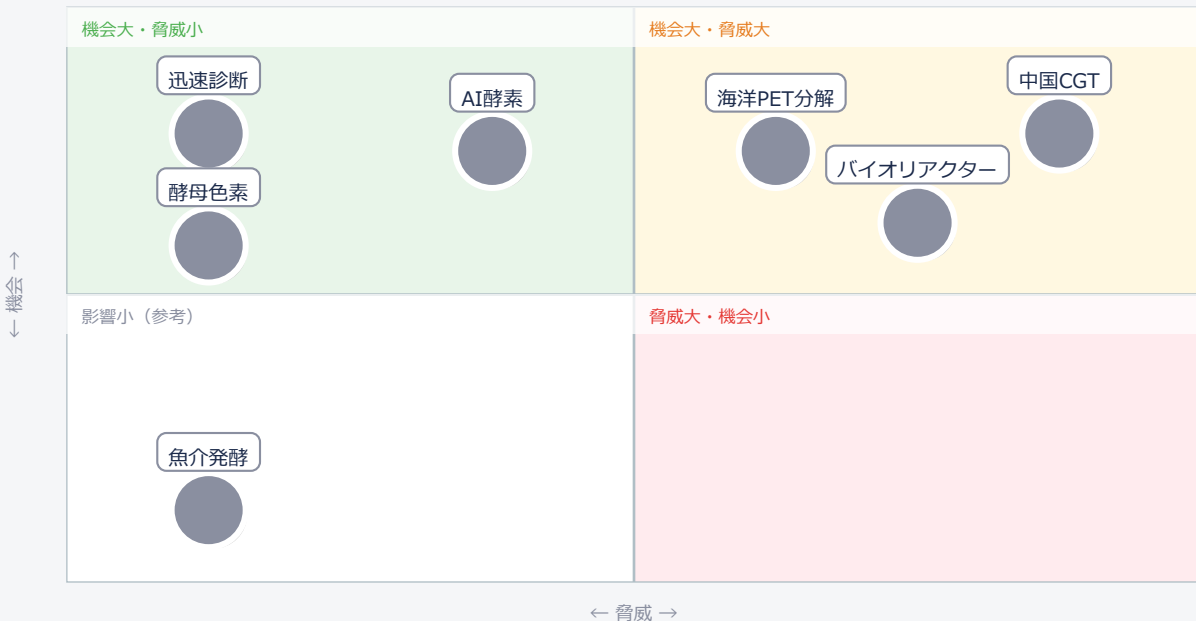 機会大・脅威小
機会大・脅威大
迅速診断
AI酵素
海洋PET分解
中国CGT
バイオリアクター
酵母色素
← 機会 →
影響小（参考）
脅威大・機会小
魚介発酵
← 脅威 →